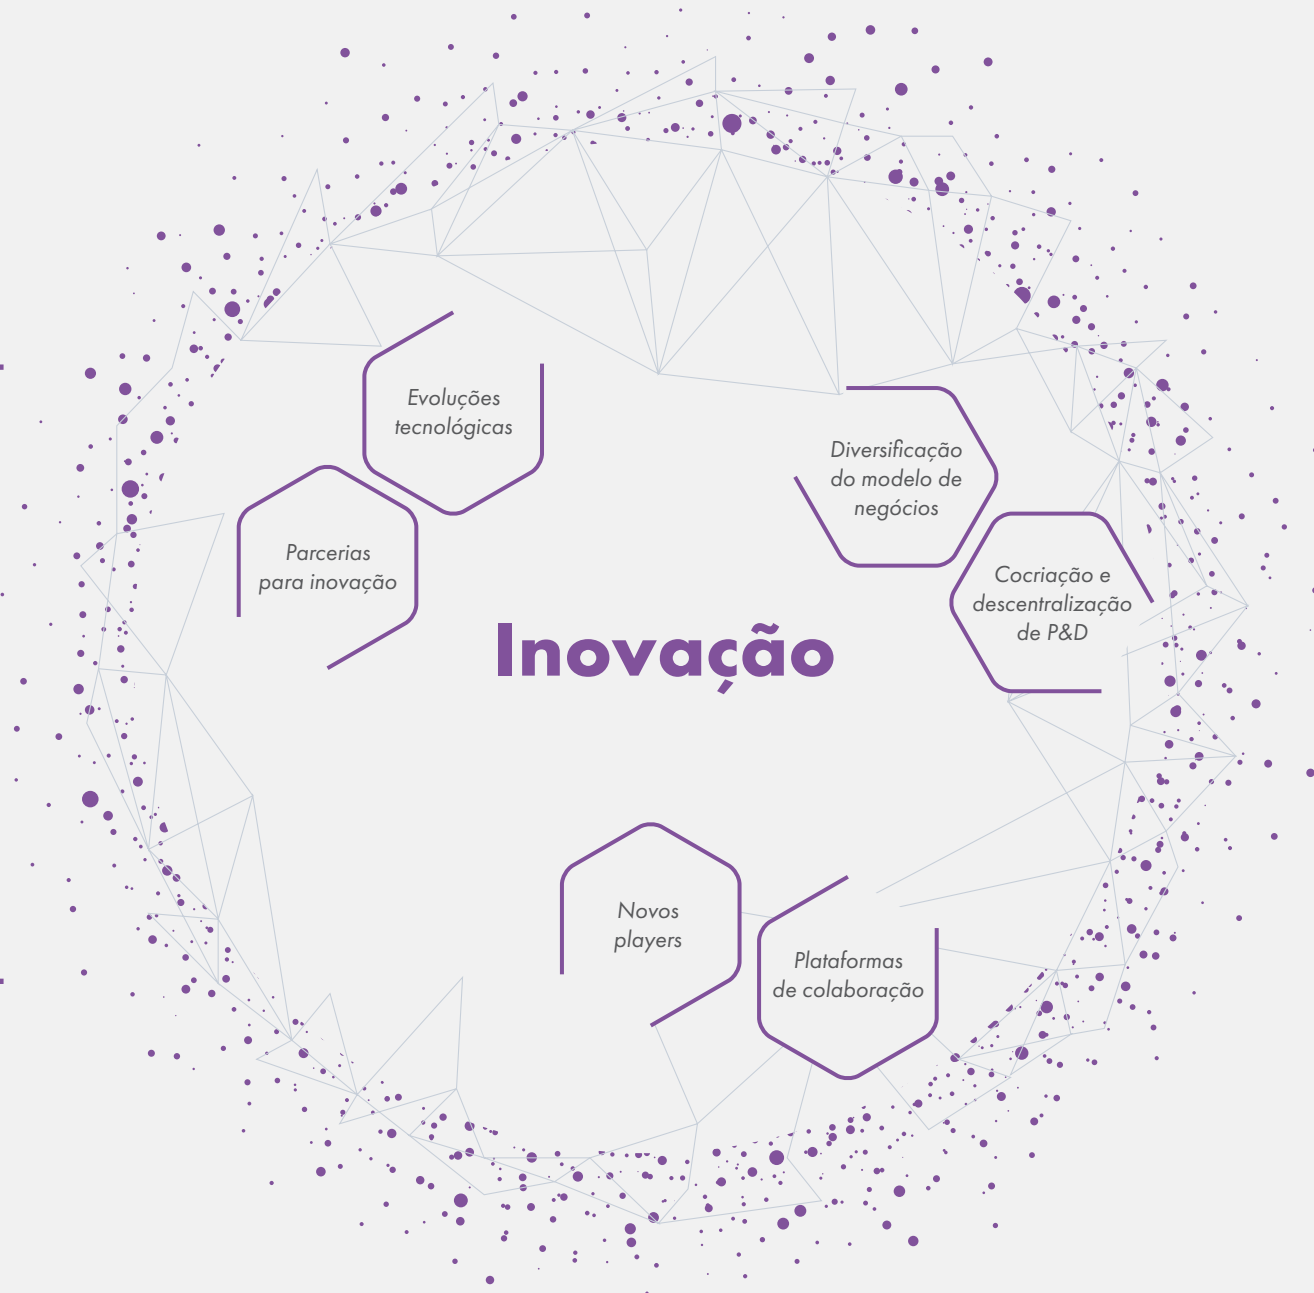 Evoluções
tecnológicas
Parcerias
para inovação
Diversificação
do modelo de
negócios
Cocriação e
descentralização
de P&D
Inovação
Novos
players
Plataformas
de colaboração